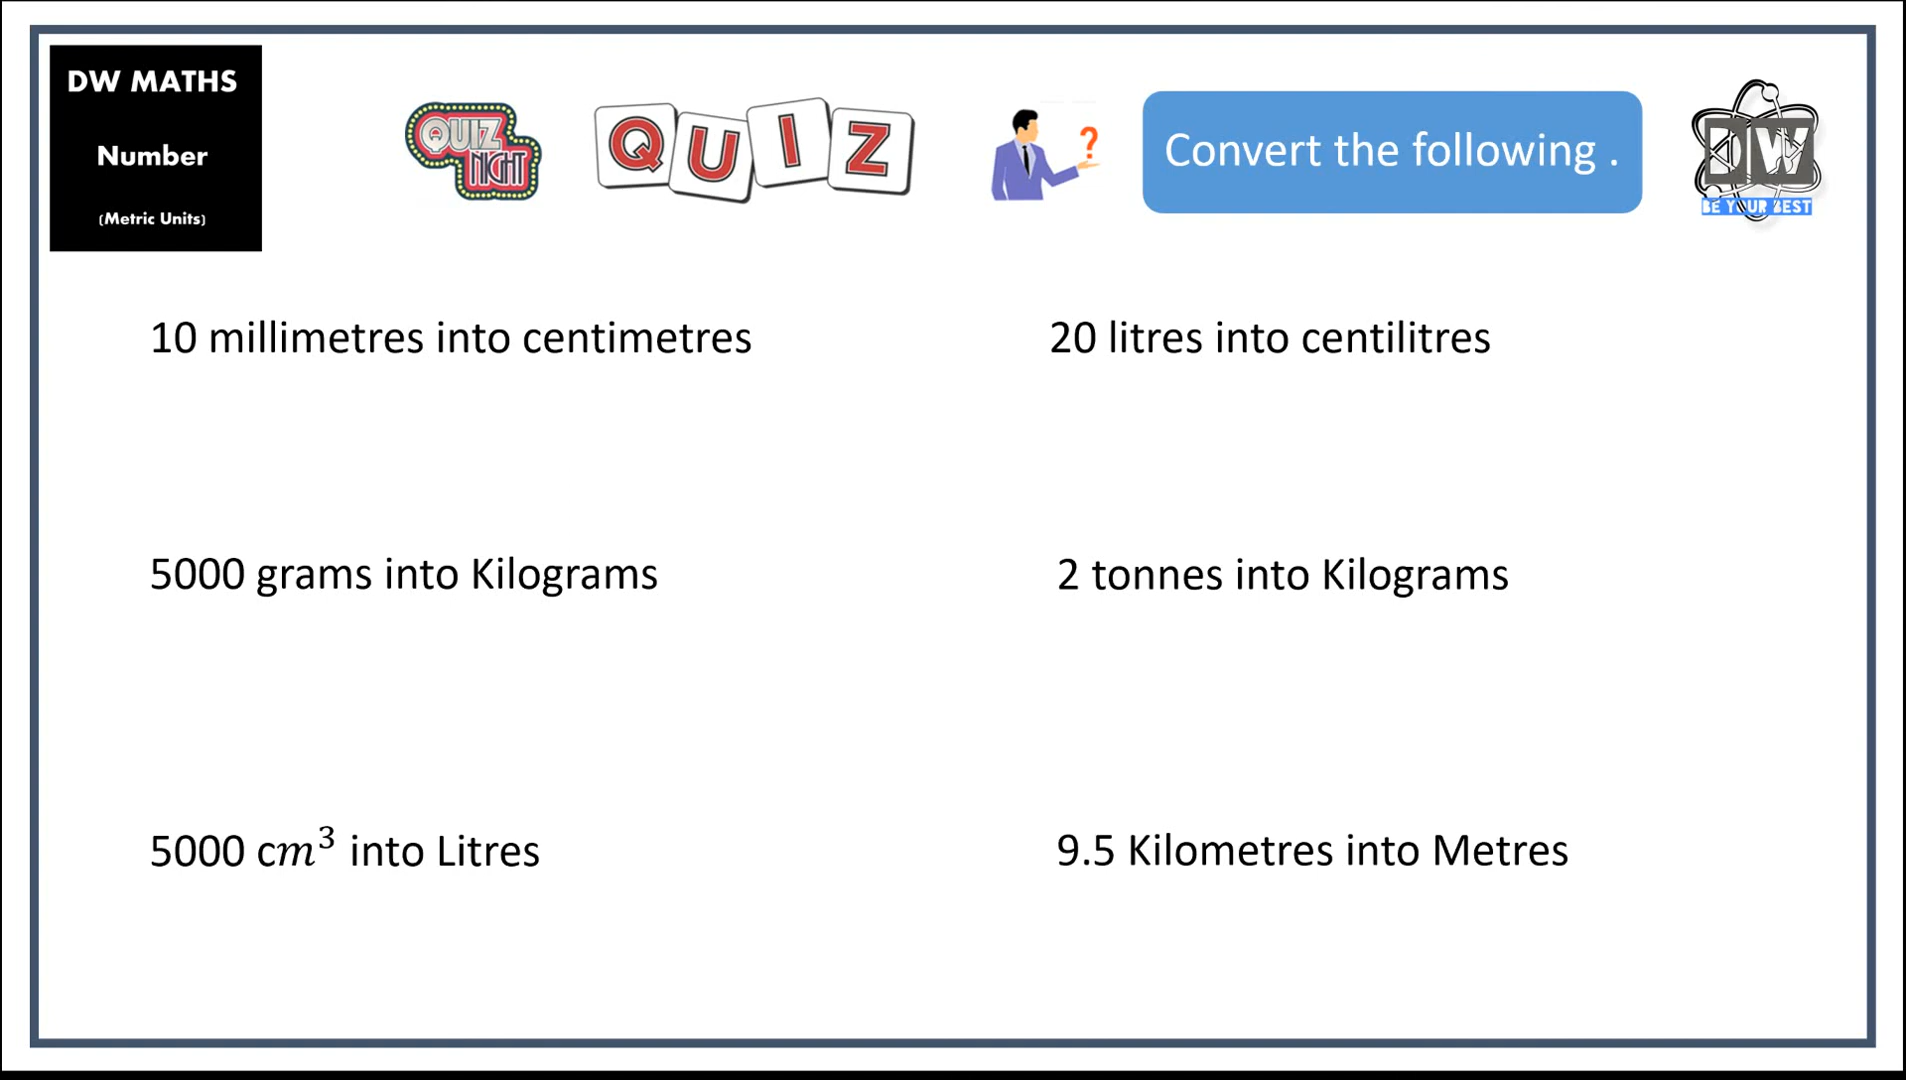 DW MATHS
Number
(Metric Units)
QUIZ
NIGHT
QUIZ
?
Convert the following .
DW
BE YOUR BEST
10 millimetres into centimetres
20 litres into centilitres
5000 grams into Kilograms
2 tonnes into Kilograms
5000 cm³ into Litres
9.5 Kilometres into Metres